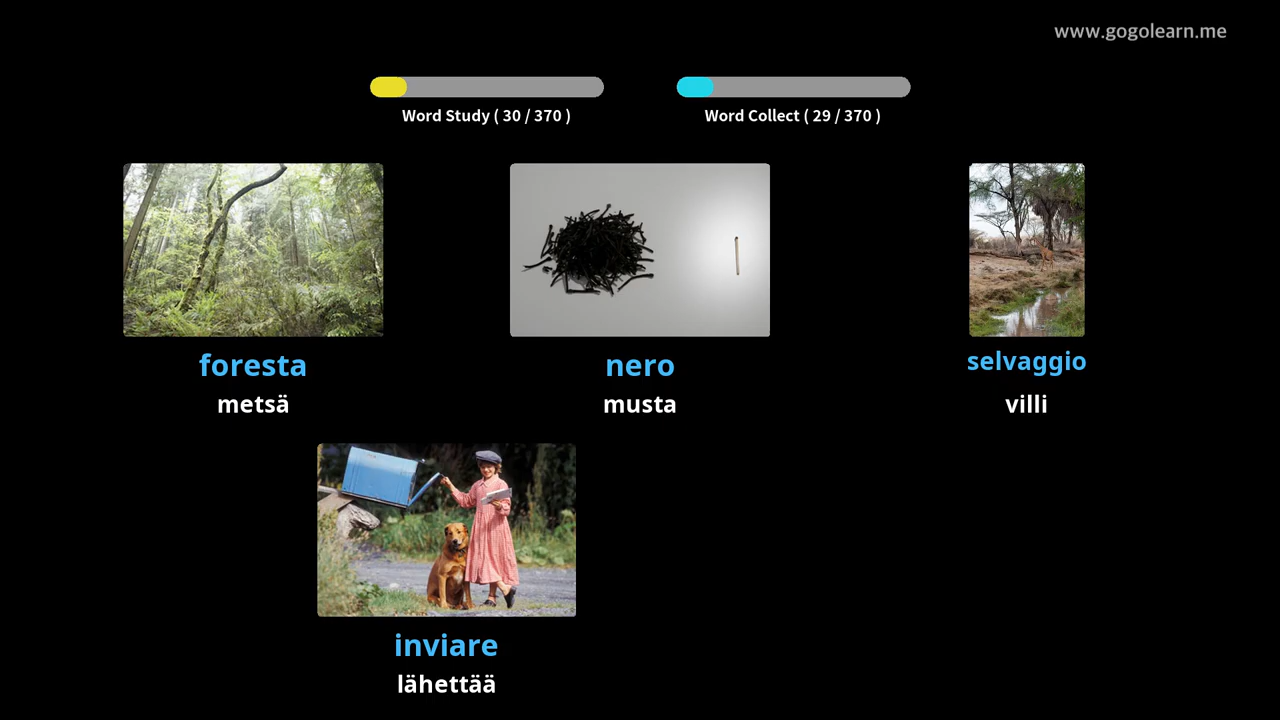 www.gogolearn.me
Word Study ( 30 / 370 )
Word Collect ( 29 / 370 )
foresta
metsä
nero
musta
selvaggio
villi
inviare
lähettää